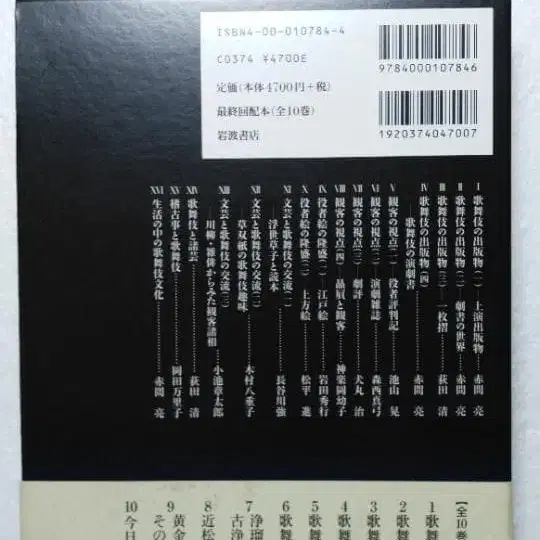 ISBN4-00-010784-4
C0374 ¥4700E
定価(本体4700円+税)
最終回配本(全10巻)
岩波書店
9784000107846
1920374047007
I 歌舞伎の出版物(一) 上演出版物……赤間 亮
II 歌舞伎の出版物(二) 劇書の世界……赤間 亮
III 歌舞伎の出版物(三) 一枚摺……荻田 清
IV 歌舞伎の出版物(四)
―歌舞伎の演劇書……赤間 亮
V 観客の視点(一) 役者評判記……池山 晃
VI 観客の視点(二) 演劇雑誌……森西真弓
VII 観客の視点(三) 劇評……犬丸 治
VIII 観客の視点(四) 贔屓と観客……神楽岡幼子
IX 役者絵の隆盛(一) 江戸絵……岩田秀行
X 役者絵の隆盛(二) 上方絵……松平 進
XI 文芸と歌舞伎の交流(一)
―浮世草子と読本……長谷川強
XII 文芸と歌舞伎の交流(二)
―草双紙の歌舞伎趣味……木村八重子
XIII 文芸と歌舞伎の交流(三)
―川柳・雑俳からみた観客諸相……小池章太郎
XIV 歌舞伎と話芸……荻田 清
XV 稽古事と歌舞伎……岡田万里子
XVI 生活の中の歌舞伎文化……赤間 亮
【全10巻
1 歌舞
2 歌舞
3 歌舞
4 歌舞
5 歌舞
6 歌舞
7 浄瑠
古浄
8 近松
9 黄金
その
10 今日